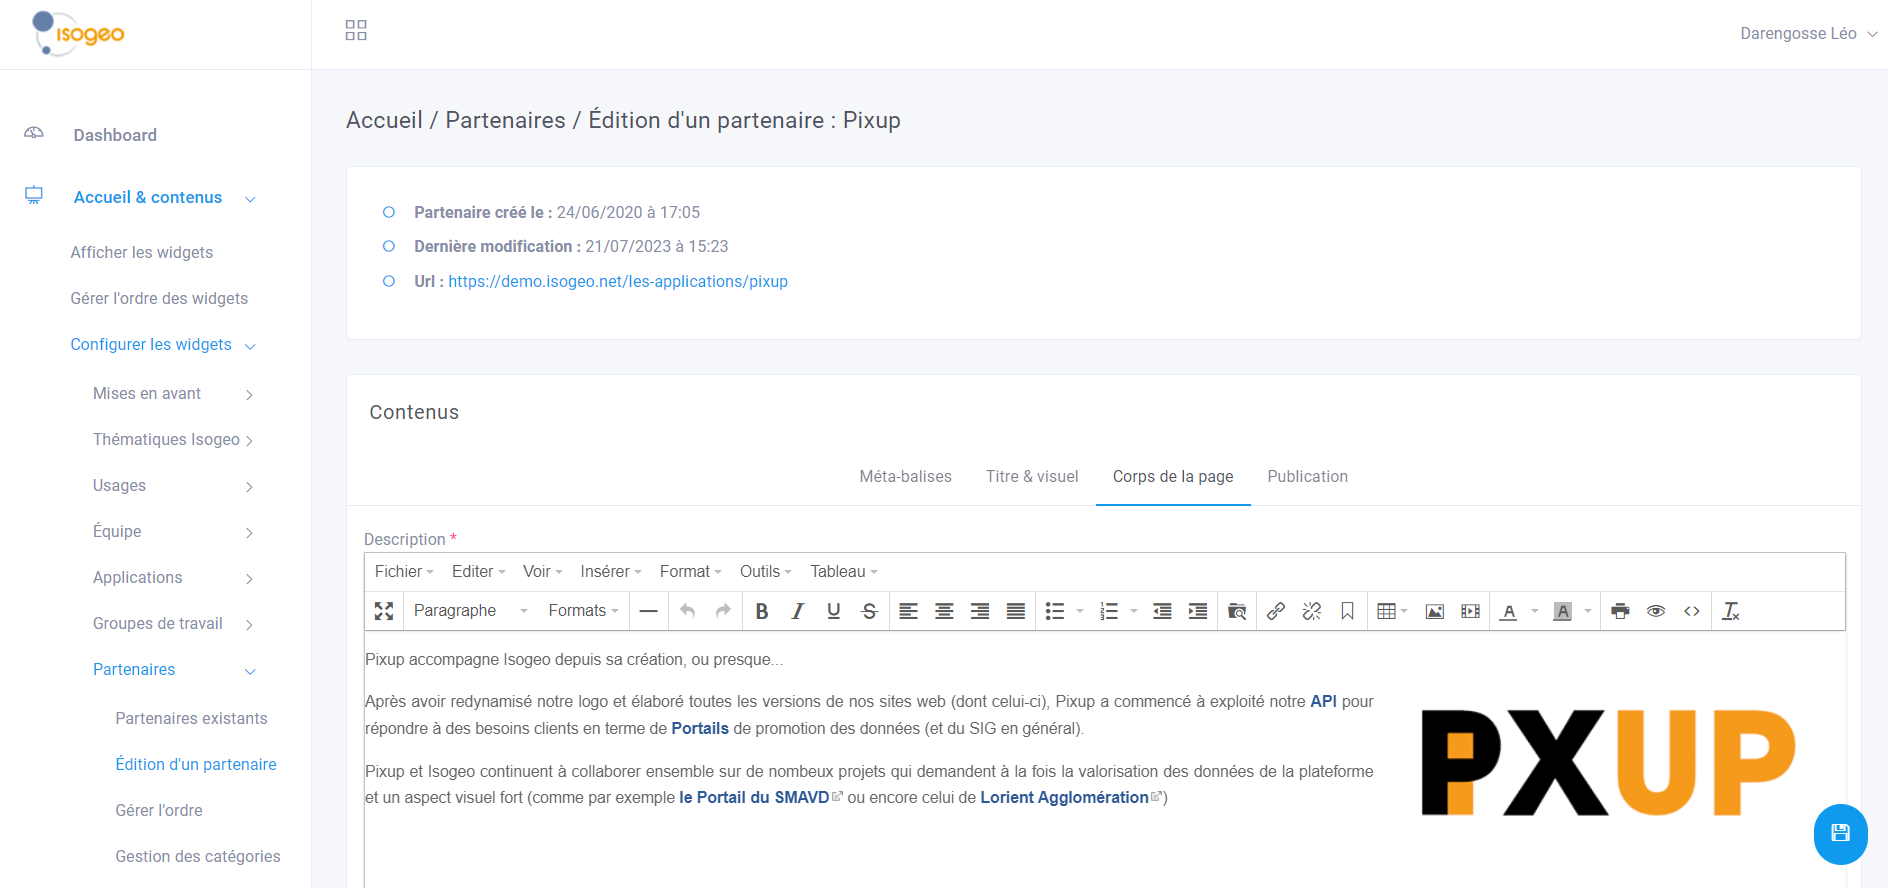 isogeo
Darengosse Léo
Dashboard
Accueil & contenus
Afficher les widgets
Gérer l'ordre des widgets
Configurer les widgets
Mises en avant
Thématiques Isogeo
Usages
Équipe
Applications
Groupes de travail
Partenaires
Partenaires existants
Édition d'un partenaire
Gérer l'ordre
Gestion des catégories
Accueil / Partenaires / Édition d'un partenaire : Pixup
Partenaire créé le : 24/06/2020 à 17:05
Dernière modification : 21/07/2023 à 15:23
Url : https://demo.isogeo.net/les-applications/pixup
Contenus
Méta-balises Titre & visuel Corps de la page Publication
Description *
Fichier Editer Voir Insérer Format Outils Tableau
Paragraphe Formats B I U S A A
Pixup accompagne Isogeo depuis sa création, ou presque...
Après avoir redynamisé notre logo et élaboré toutes les versions de nos sites web (dont celui-ci), Pixup a commencé à exploité notre API pour
répondre à des besoins clients en terme de Portails de promotion des données (et du SIG en général).
Pixup et Isogeo continuent à collaborer ensemble sur de nombeux projets qui demandent à la fois la valorisation des données de la plateforme
et un aspect visuel fort (comme par exemple le Portail du SMAVD ou encore celui de Lorient Agglomération)
PXUP